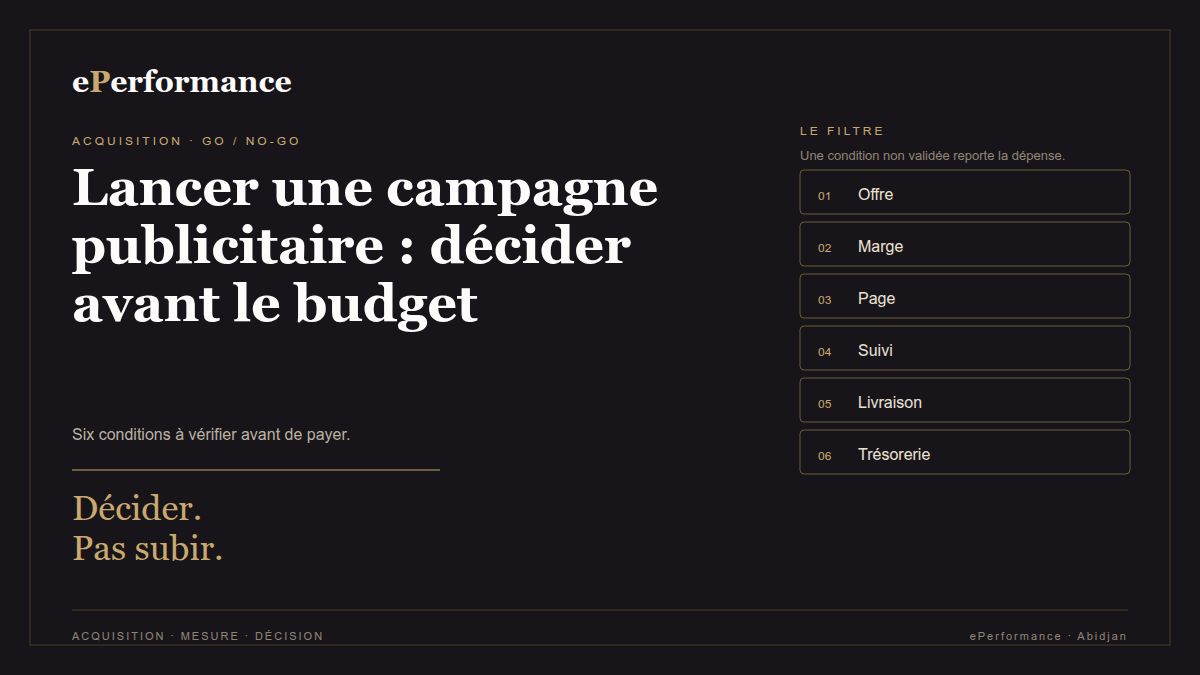 ePerformance
ACQUISITION · GO / NO-GO
Lancer une campagne
publicitaire : décider
avant le budget
Six conditions à vérifier avant de payer.
Décider.
Pas subir.
LE FILTRE
Une condition non validée reporte la dépense.
01 Offre
02 Marge
03 Page
04 Suivi
05 Livraison
06 Trésorerie
ACQUISITION · MESURE · DÉCISION
ePerformance · Abidjan